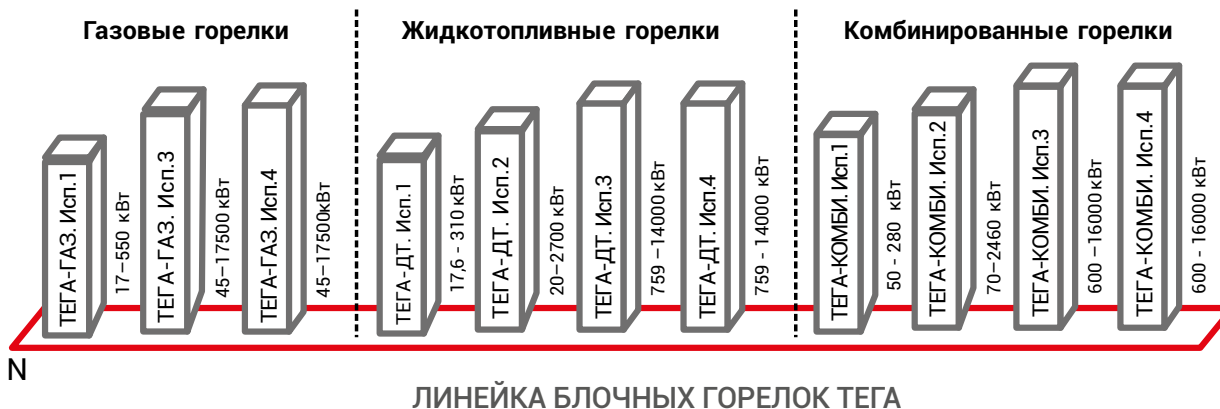 Газовые горелки
Жидкотопливные горелки
Комбинированные горелки
ТЕГА-ГАЗ. Исп.1
17–550 кВт
ТЕГА-ГАЗ. Исп.3
45–17500 кВт
ТЕГА-ГАЗ. Исп.4
45–17500кВт
ТЕГА-ДТ. Исп.1
17,6 - 310 кВт
ТЕГА-ДТ. Исп.2
20–2700 кВт
ТЕГА-ДТ. Исп.3
759–14000 кВт
ТЕГА-ДТ. Исп.4
759 - 14000 кВт
ТЕГА-КОМБИ. Исп.1
50 - 280 кВт
ТЕГА-КОМБИ. Исп.2
70–2460 кВт
ТЕГА-КОМБИ. Исп.3
600 –16000 кВт
ТЕГА-КОМБИ. Исп.4
600 - 16000 кВт
N
ЛИНЕЙКА БЛОЧНЫХ ГОРЕЛОК ТЕГА